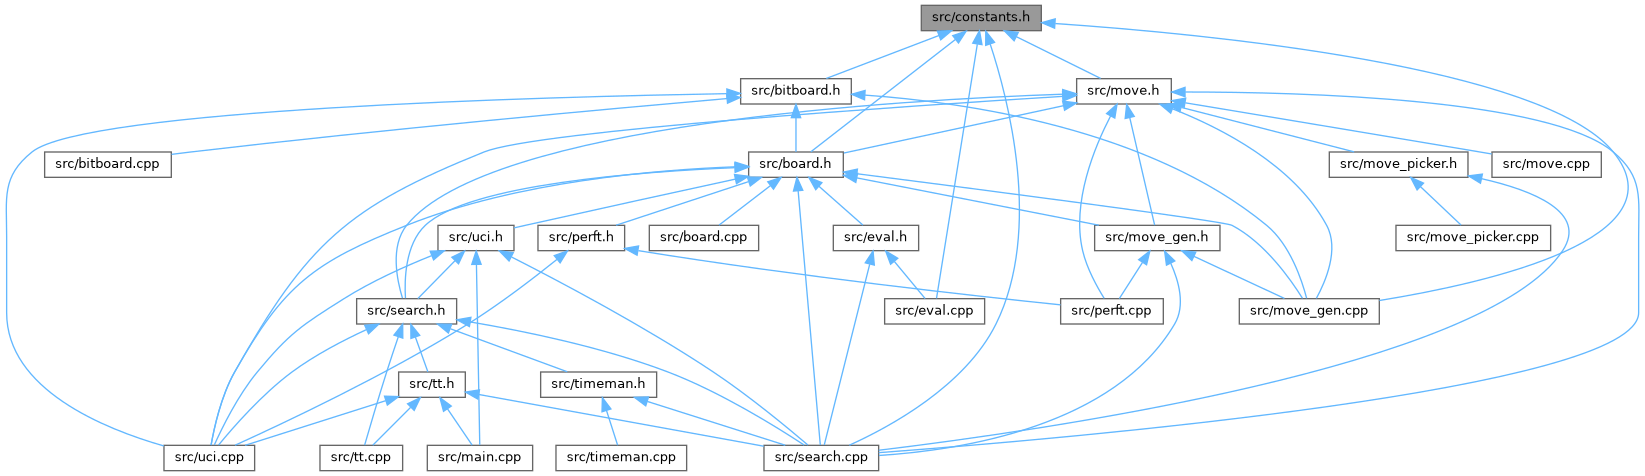 src/constants.h
src/bitboard.h
src/move.h
src/bitboard.cpp
src/board.h
src/move_picker.h
src/move.cpp
src/uci.h
src/perft.h
src/board.cpp
src/eval.h
src/move_gen.h
src/move_picker.cpp
src/search.h
src/eval.cpp
src/perft.cpp
src/move_gen.cpp
src/tt.h
src/timeman.h
src/uci.cpp
src/tt.cpp
src/main.cpp
src/timeman.cpp
src/search.cpp